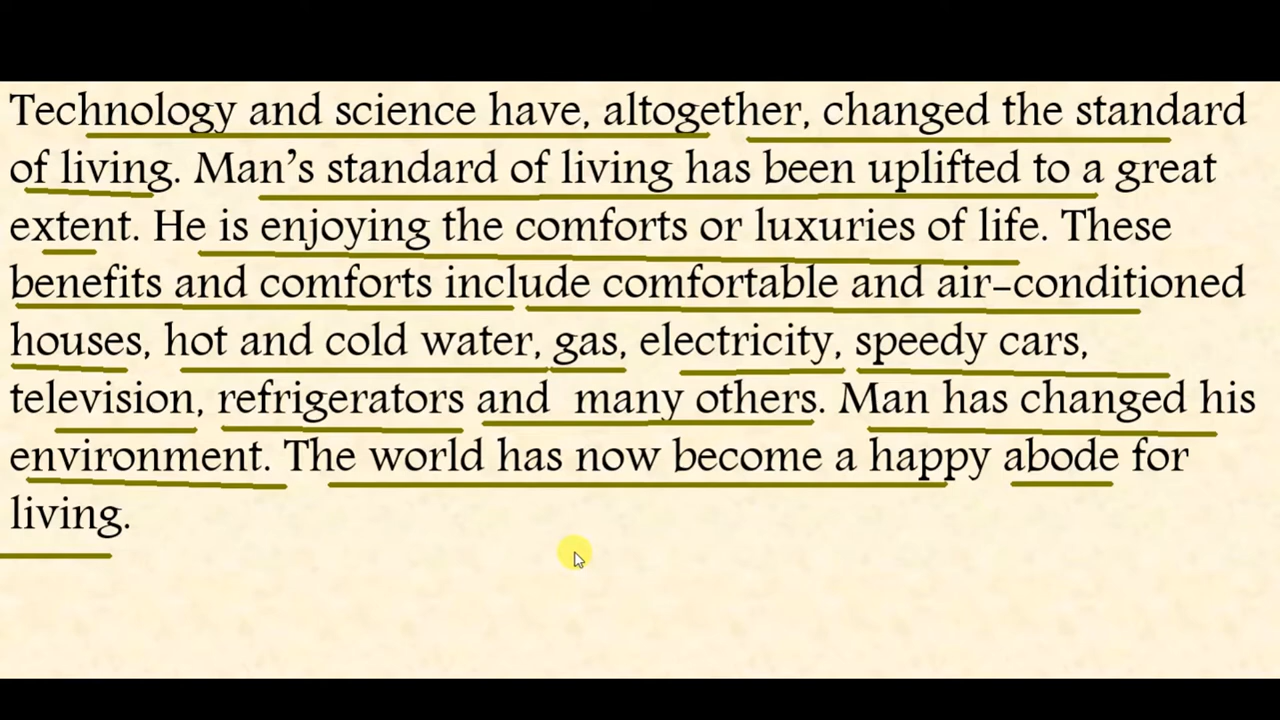 Technology and science have, altogether, changed the standard
of living. Man’s standard of living has been uplifted to a great
extent. He is enjoying the comforts or luxuries of life. These
benefits and comforts include comfortable and air-conditioned
houses, hot and cold water, gas, electricity, speedy cars,
television, refrigerators and many others. Man has changed his
environment. The world has now become a happy abode for
living.